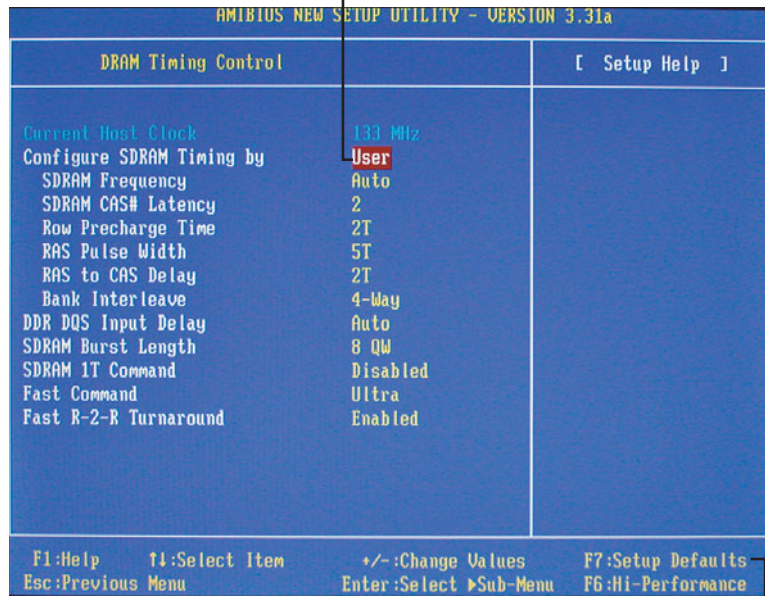 AMIBIOS NEW SETUP UTILITY - VERSION 3.31a
DRAM Timing Control
[ Setup Help ]
Current Host Clock 133 MHz
Configure SDRAM Timing by User
SDRAM Frequency Auto
SDRAM CAS# Latency 2
Row Precharge Time 2T
RAS Pulse Width 5T
RAS to CAS Delay 2T
Bank Interleave 4-Way
DDR DQS Input Delay Auto
SDRAM Burst Length 8 QW
SDRAM 1T Command Disabled
Fast Command Ultra
Fast R-2-R Turnaround Enabled
F1:Help ↑↓:Select Item +/-:Change Values F7:Setup Defaults
Esc:Previous Menu Enter:Select ▶Sub-Menu F6:Hi-Performance